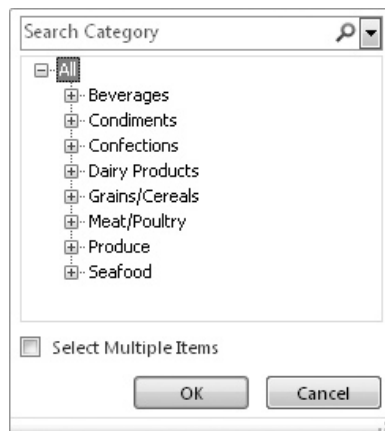 Search Category
All
Beverages
Condiments
Confections
Dairy Products
Grains/Cereals
Meat/Poultry
Produce
Seafood
Select Multiple Items
OK Cancel